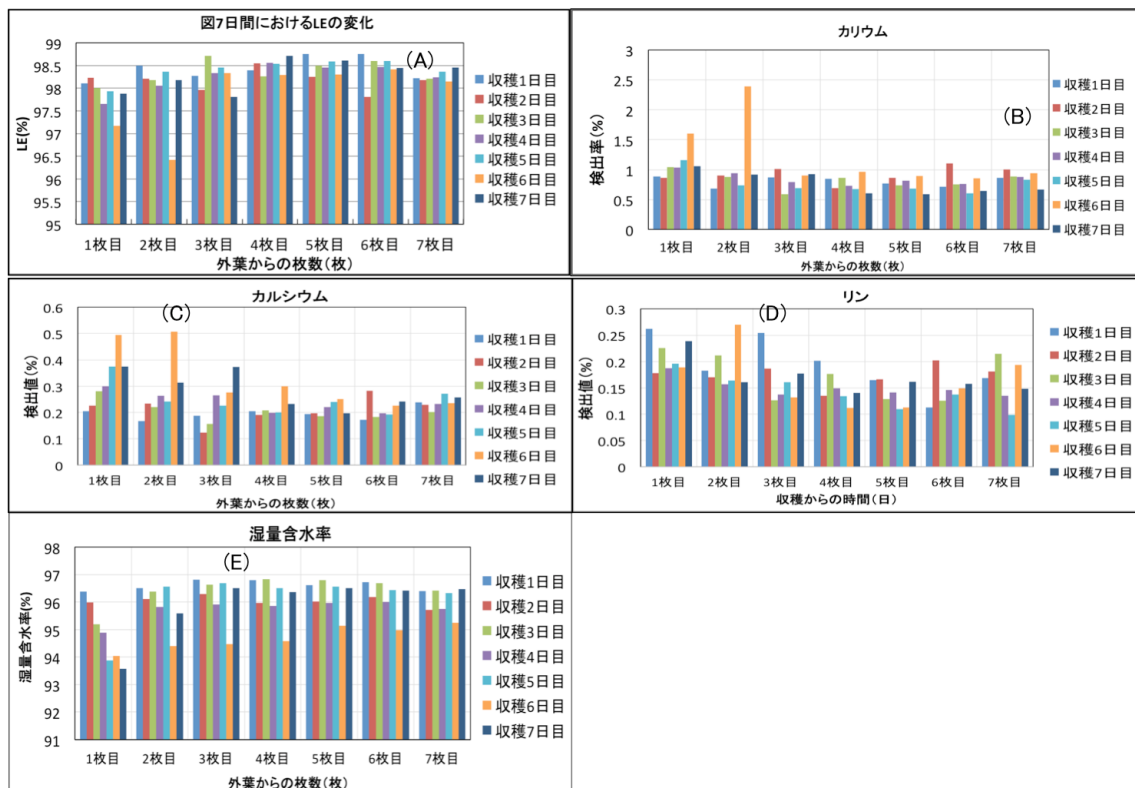 図7日間におけるLEの変化
(A)
99
98.5
98
97.5
97
96.5
96
95.5
95
LE(%)
1枚目 2枚目 3枚目 4枚目 5枚目 6枚目 7枚目
外葉からの枚数(枚)
収穫1日目
収穫2日目
収穫3日目
収穫4日目
収穫5日目
収穫6日目
収穫7日目
カリウム
(B)
3
2.5
2
1.5
1
0.5
0
検出率(%)
1枚目 2枚目 3枚目 4枚目 5枚目 6枚目 7枚目
外葉からの枚数(枚)
収穫1日目
収穫2日目
収穫3日目
収穫4日目
収穫5日目
収穫6日目
収穫7日目
カルシウム
(C)
0.6
0.5
0.4
0.3
0.2
0.1
0
検出値(%)
1枚目 2枚目 3枚目 4枚目 5枚目 6枚目 7枚目
外葉からの枚数(枚)
収穫1日目
収穫2日目
収穫3日目
収穫4日目
収穫5日目
収穫6日目
収穫7日目
リン
(D)
0.3
0.25
0.2
0.15
0.1
0.05
0
検出値(%)
1枚目 2枚目 3枚目 4枚目 5枚目 6枚目 7枚目
収穫からの時間(日)
収穫1日目
収穫2日目
収穫3日目
収穫4日目
収穫5日目
収穫6日目
収穫7日目
湿量含水率
(E)
98
97
96
95
94
93
92
91
湿量含水率(%)
1枚目 2枚目 3枚目 4枚目 5枚目 6枚目 7枚目
外葉からの枚数(枚)
収穫1日目
収穫2日目
収穫3日目
収穫4日目
収穫5日目
収穫6日目
収穫7日目